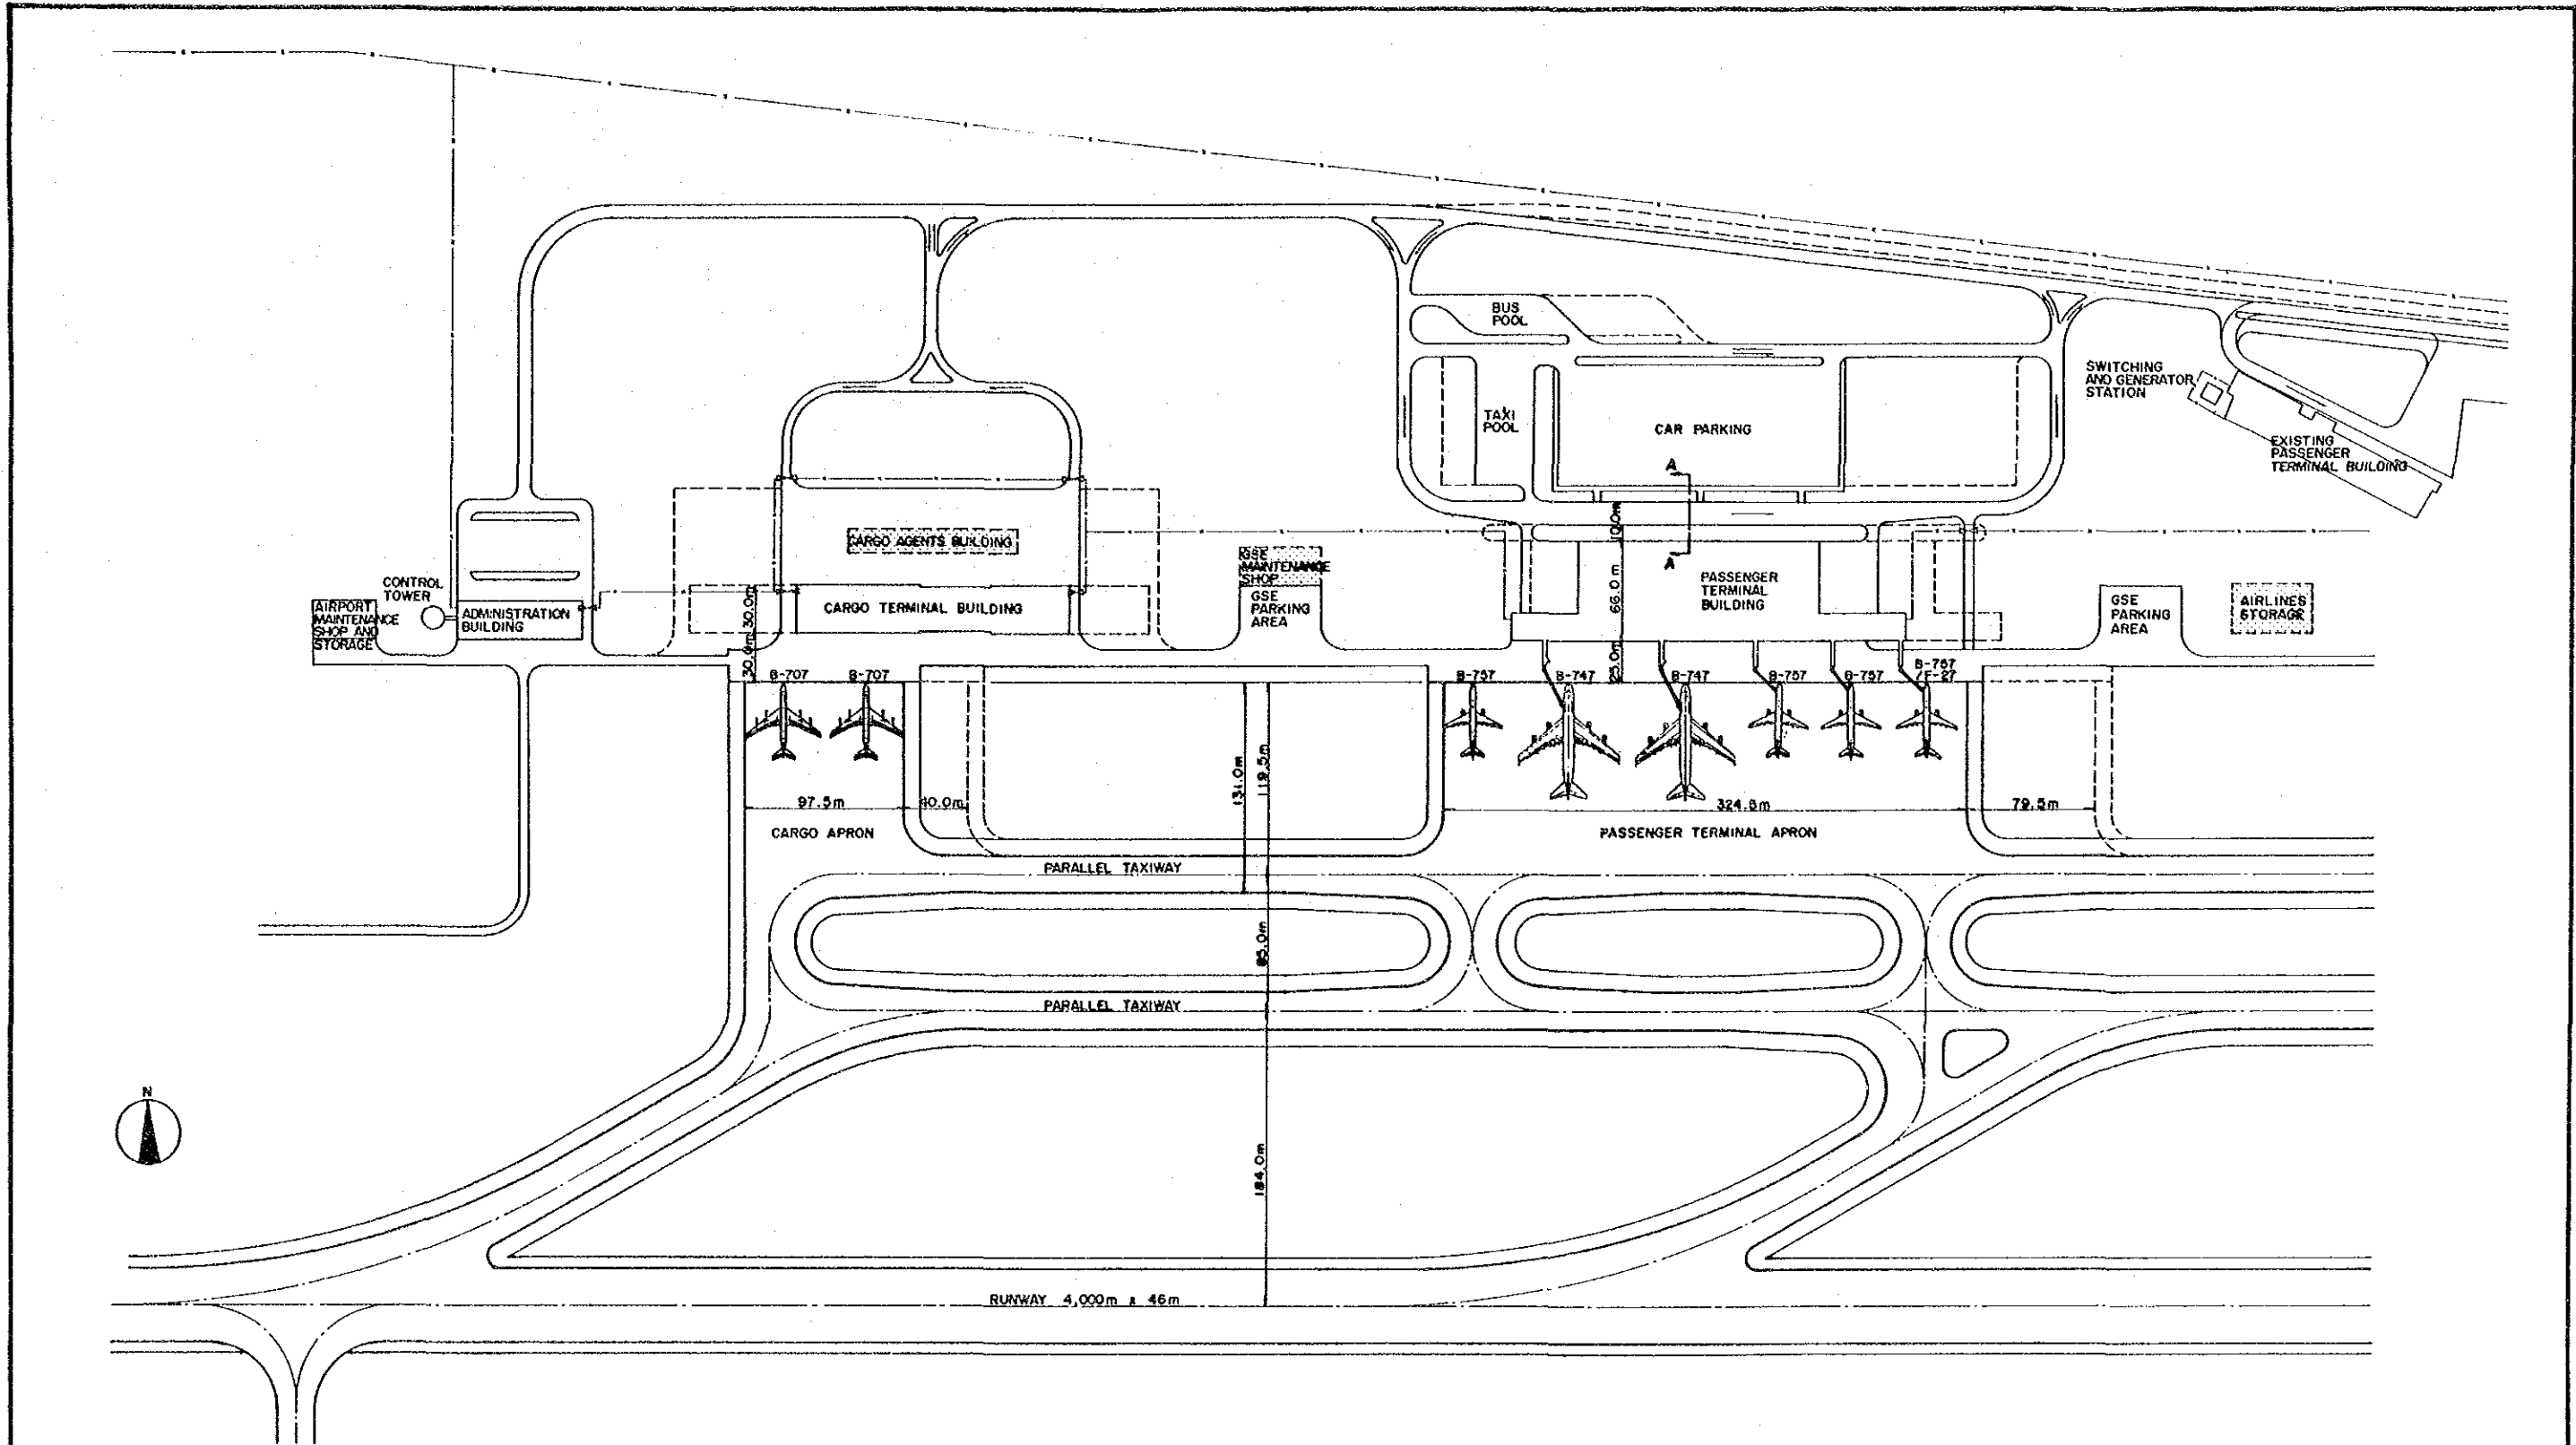 BUS
POOL
SWITCHING
AND GENERATOR
STATION
TAXI
POOL
CAR PARKING
EXISTING
PASSENGER
TERMINAL BUILDING
A
A
10.0m
66.0m
25.0m
CARGO AGENTS BUILDING
GSE
MAINTENANCE
SHOP
GSE
PARKING
AREA
PASSENGER
TERMINAL
BUILDING
CONTROL
TOWER
AIRPORT
MAINTENANCE
SHOP AND
STORAGE
ADMINISTRATION
BUILDING
CARGO TERMINAL BUILDING
30.0m
30.0m
GSE
PARKING
AREA
AIRLINES
STORAGE
B-707
B-707
B-757
B-747
B-747
B-757
B-757
B-757
/F-27
131.0m
119.5m
97.5m
40.0m
79.5m
CARGO APRON
PASSENGER TERMINAL APRON
PARALLEL TAXIWAY
85.0m
PARALLEL TAXIWAY
N
184.0m
RUNWAY 4,000m x 46m